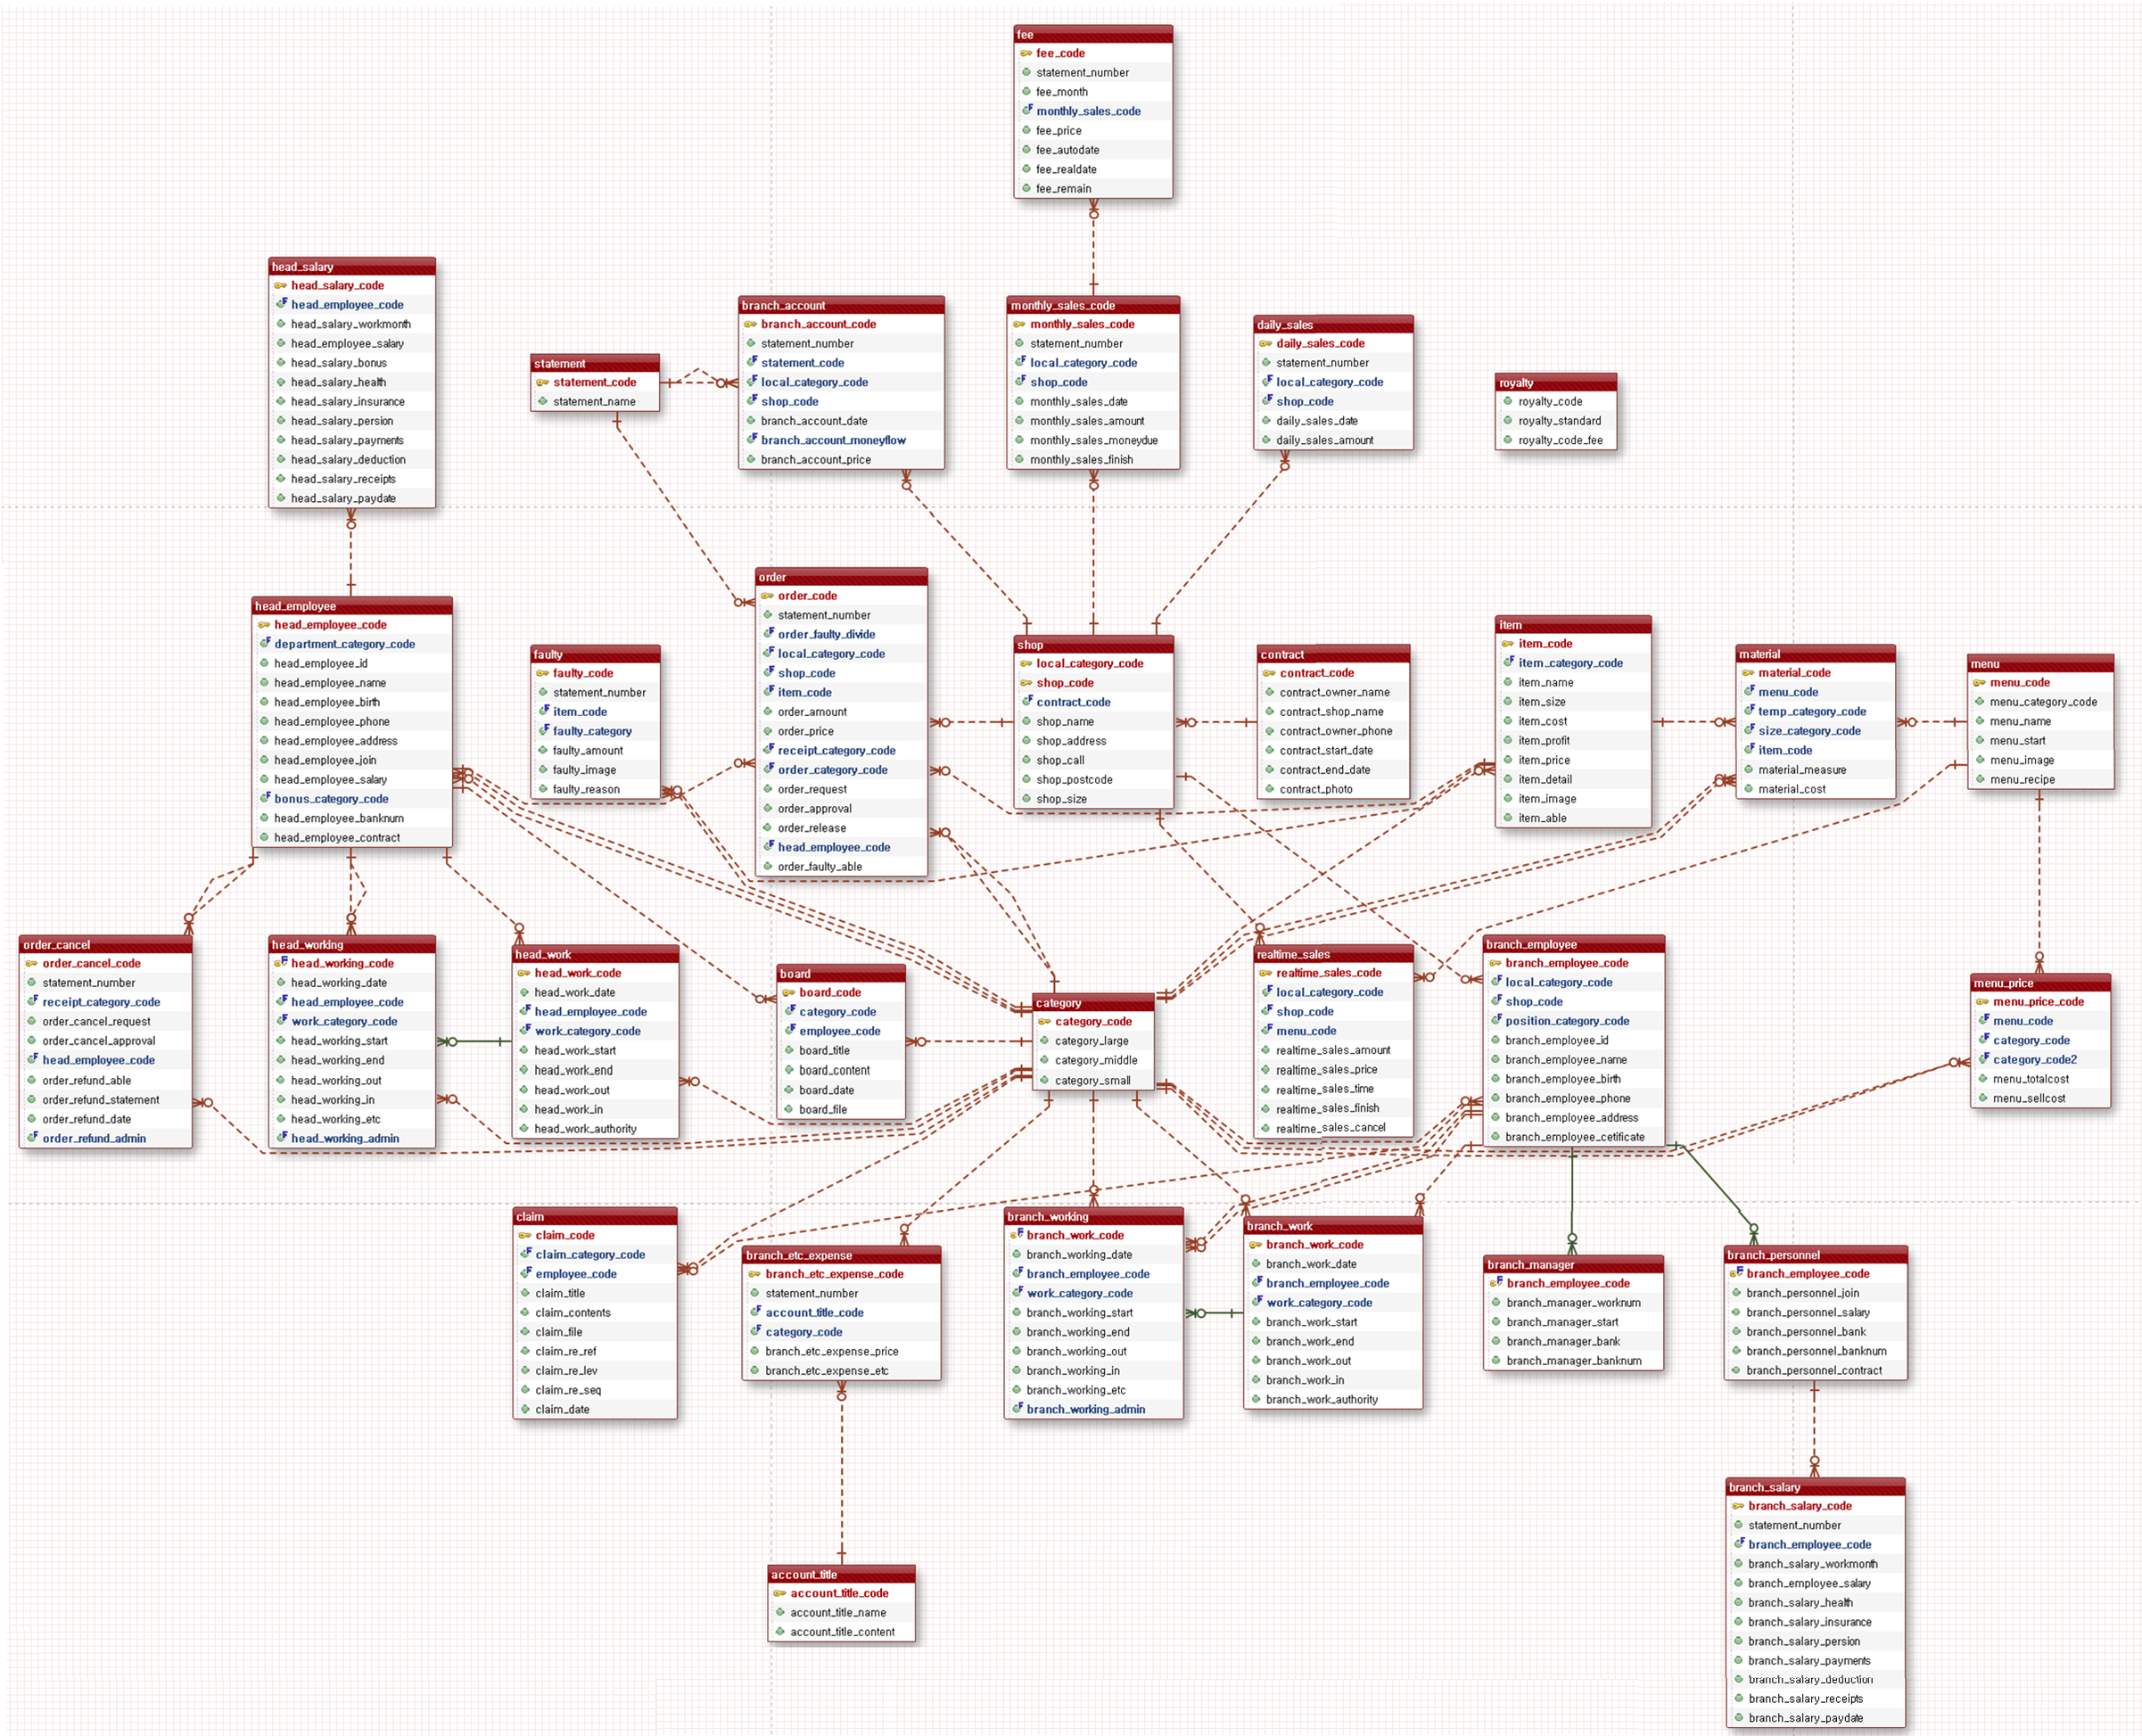 fee
fee_code
statement_number
fee_month
monthly_sales_code
fee_price
fee_autodate
fee_realdate
fee_remain
head_salary
head_salary_code
head_employee_code
head_salary_workmonth
head_employee_salary
head_salary_bonus
head_salary_health
head_salary_insurance
head_salary_persion
head_salary_payments
head_salary_deduction
head_salary_receipts
head_salary_paydate
statement
statement_code
statement_name
branch_account
branch_account_code
statement_number
statement_code
local_category_code
shop_code
branch_account_date
branch_account_moneyflow
branch_account_price
monthly_sales_code
monthly_sales_code
statement_number
local_category_code
shop_code
monthly_sales_date
monthly_sales_amount
monthly_sales_moneydue
monthly_sales_finish
daily_sales
daily_sales_code
statement_number
local_category_code
shop_code
daily_sales_date
daily_sales_amount
royalty
royalty_code
royalty_standard
royalty_code_fee
head_employee
head_employee_code
department_category_code
head_employee_id
head_employee_name
head_employee_birth
head_employee_phone
head_employee_address
head_employee_join
head_employee_salary
bonus_category_code
head_employee_banknum
head_employee_contract
faulty
faulty_code
statement_number
item_code
faulty_category
faulty_amount
faulty_image
faulty_reason
order
order_code
statement_number
order_faulty_divide
local_category_code
shop_code
item_code
order_amount
order_price
receipt_category_code
order_category_code
order_request
order_approval
order_release
head_employee_code
order_faulty_able
shop
local_category_code
shop_code
contract_code
shop_name
shop_address
shop_call
shop_postcode
shop_size
contract
contract_code
contract_owner_name
contract_shop_name
contract_owner_phone
contract_start_date
contract_end_date
contract_photo
item
item_code
item_category_code
item_name
item_size
item_cost
item_profit
item_price
item_detail
item_image
item_able
material
material_code
menu_code
temp_category_code
size_category_code
item_code
material_measure
material_cost
menu
menu_code
menu_category_code
menu_name
menu_start
menu_image
menu_recipe
order_cancel
order_cancel_code
statement_number
receipt_category_code
order_cancel_request
order_cancel_approval
head_employee_code
order_refund_able
order_refund_statement
order_refund_date
order_refund_admin
head_working
head_working_code
head_working_date
head_employee_code
work_category_code
head_working_start
head_working_end
head_working_out
head_working_in
head_working_etc
head_working_admin
head_work
head_work_code
head_work_date
head_employee_code
work_category_code
head_work_start
head_work_end
head_work_out
head_work_in
head_work_authority
board
board_code
category_code
employee_code
board_title
board_content
board_date
board_file
category
category_code
category_large
category_middle
category_small
realtime_sales
realtime_sales_code
local_category_code
shop_code
menu_code
realtime_sales_amount
realtime_sales_price
realtime_sales_time
realtime_sales_finish
realtime_sales_cancel
branch_employee
branch_employee_code
local_category_code
shop_code
position_category_code
branch_employee_id
branch_employee_name
branch_employee_birth
branch_employee_phone
branch_employee_address
branch_employee_cetificate
menu_price
menu_price_code
menu_code
category_code
category_code2
menu_totalcost
menu_sellcost
claim
claim_code
claim_category_code
employee_code
claim_title
claim_contents
claim_file
claim_re_ref
claim_re_lev
claim_re_seq
claim_date
branch_etc_expense
branch_etc_expense_code
statement_number
account_title_code
category_code
branch_etc_expense_price
branch_etc_expense_etc
branch_working
branch_work_code
branch_working_date
branch_employee_code
work_category_code
branch_working_start
branch_working_end
branch_working_out
branch_working_in
branch_working_etc
branch_working_admin
branch_work
branch_work_code
branch_work_date
branch_employee_code
work_category_code
branch_work_start
branch_work_end
branch_work_out
branch_work_in
branch_work_authority
branch_manager
branch_employee_code
branch_manager_worknum
branch_manager_start
branch_manager_bank
branch_manager_banknum
branch_personnel
branch_employee_code
branch_personnel_join
branch_personnel_salary
branch_personnel_bank
branch_personnel_banknum
branch_personnel_contract
account_title
account_title_code
account_title_name
account_title_content
branch_salary
branch_salary_code
statement_number
branch_employee_code
branch_salary_workmonth
branch_employee_salary
branch_salary_health
branch_salary_insurance
branch_salary_persion
branch_salary_payments
branch_salary_deduction
branch_salary_receipts
branch_salary_paydate